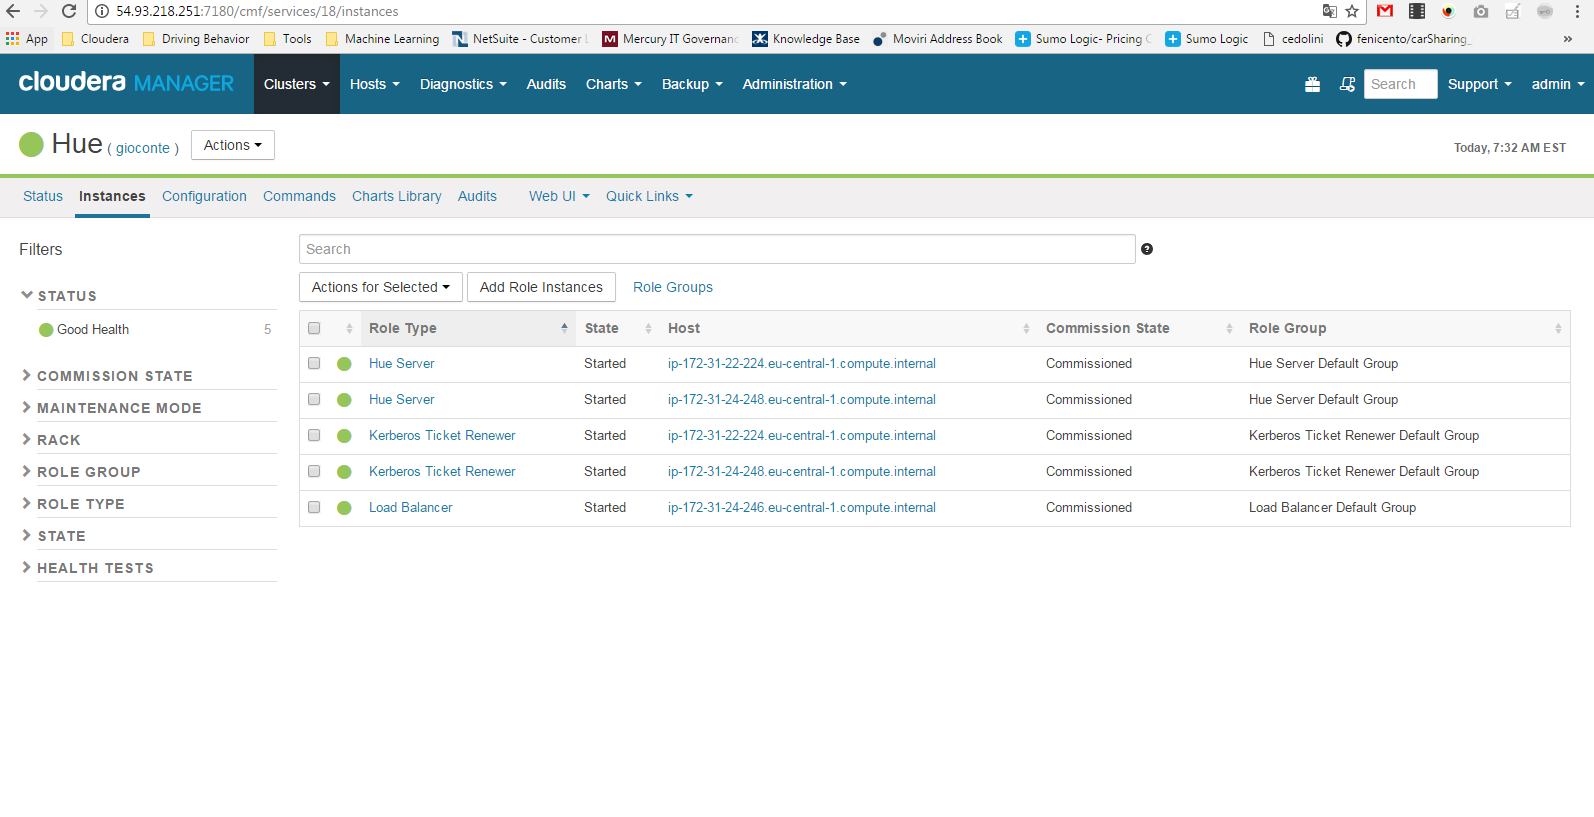 54.93.218.251:7180/cmf/services/18/instances
App Cloudera Driving Behavior Tools Machine Learning NetSuite - Customer Mercury IT Governan Knowledge Base Moviri Address Book Sumo Logic- Pricing Sumo Logic cedolini fenicento/carSharing_ »
cloudera MANAGER Clusters Hosts Diagnostics Audits Charts Backup Administration Search Support admin
Hue ( gioconte ) Actions Today, 7:32 AM EST
Status Instances Configuration Commands Charts Library Audits Web UI Quick Links
Filters
Search
Actions for Selected Add Role Instances Role Groups
STATUS
Good Health 5
COMMISSION STATE
MAINTENANCE MODE
RACK
ROLE GROUP
ROLE TYPE
STATE
HEALTH TESTS
Role Type State Host Commission State Role Group
Hue Server Started ip-172-31-22-224.eu-central-1.compute.internal Commissioned Hue Server Default Group
Hue Server Started ip-172-31-24-248.eu-central-1.compute.internal Commissioned Hue Server Default Group
Kerberos Ticket Renewer Started ip-172-31-22-224.eu-central-1.compute.internal Commissioned Kerberos Ticket Renewer Default Group
Kerberos Ticket Renewer Started ip-172-31-24-248.eu-central-1.compute.internal Commissioned Kerberos Ticket Renewer Default Group
Load Balancer Started ip-172-31-24-246.eu-central-1.compute.internal Commissioned Load Balancer Default Group